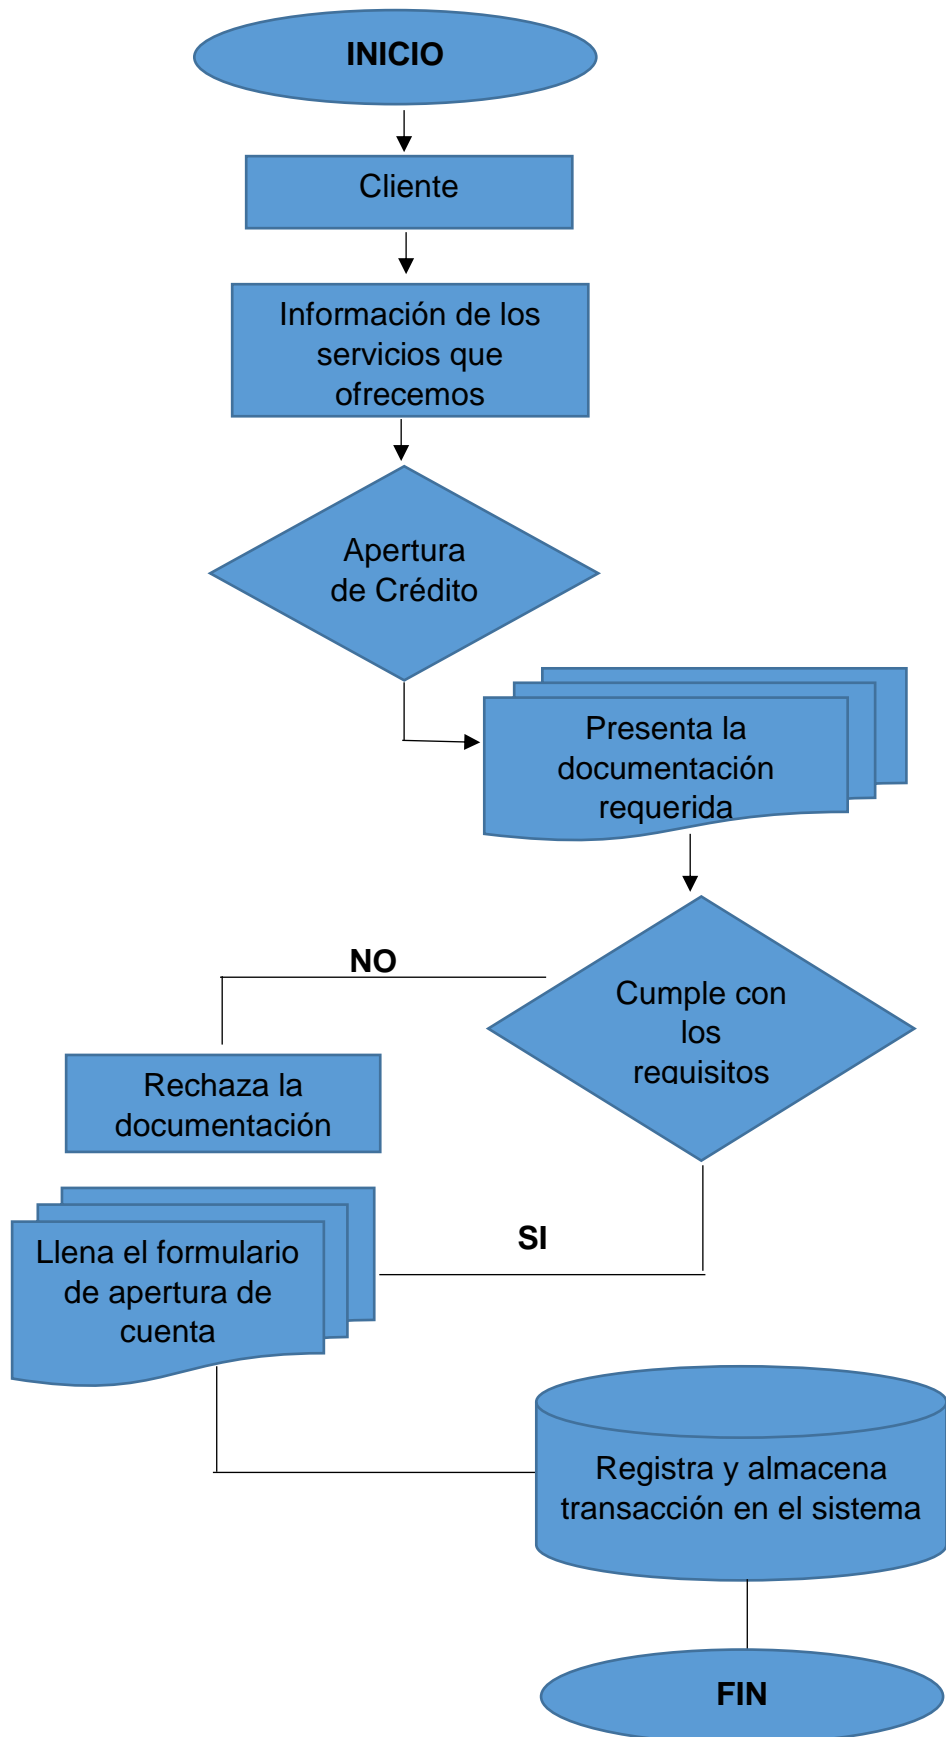 INICIO
Cliente
Información de los
servicios que
ofrecemos
Apertura
de Crédito
Presenta la
documentación
requerida
NO
Cumple con
los
requisitos
Rechaza la
documentación
SI
Llena el formulario
de apertura de
cuenta
Registra y almacena
transacción en el sistema
FIN